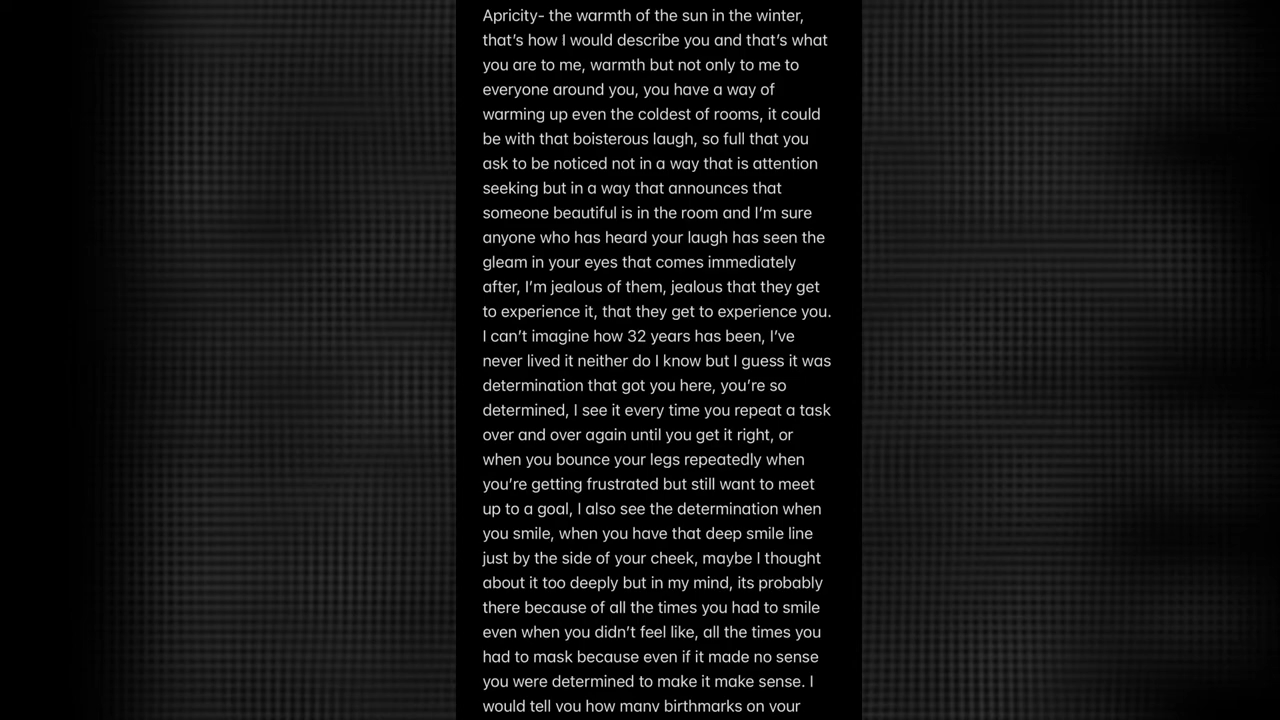 Apricity- the warmth of the sun in the winter,
that’s how I would describe you and that’s what
you are to me, warmth but not only to me to
everyone around you, you have a way of
warming up even the coldest of rooms, it could
be with that boisterous laugh, so full that you
ask to be noticed not in a way that is attention
seeking but in a way that announces that
someone beautiful is in the room and I’m sure
anyone who has heard your laugh has seen the
gleam in your eyes that comes immediately
after, I’m jealous of them, jealous that they get
to experience it, that they get to experience you.
I can’t imagine how 32 years has been, I’ve
never lived it neither do I know but I guess it was
determination that got you here, you’re so
determined, I see it every time you repeat a task
over and over again until you get it right, or
when you bounce your legs repeatedly when
you’re getting frustrated but still want to meet
up to a goal, I also see the determination when
you smile, when you have that deep smile line
just by the side of your cheek, maybe I thought
about it too deeply but in my mind, its probably
there because of all the times you had to smile
even when you didn’t feel like, all the times you
had to mask because even if it made no sense
you were determined to make it make sense. I
would tell you how many birthmarks on your